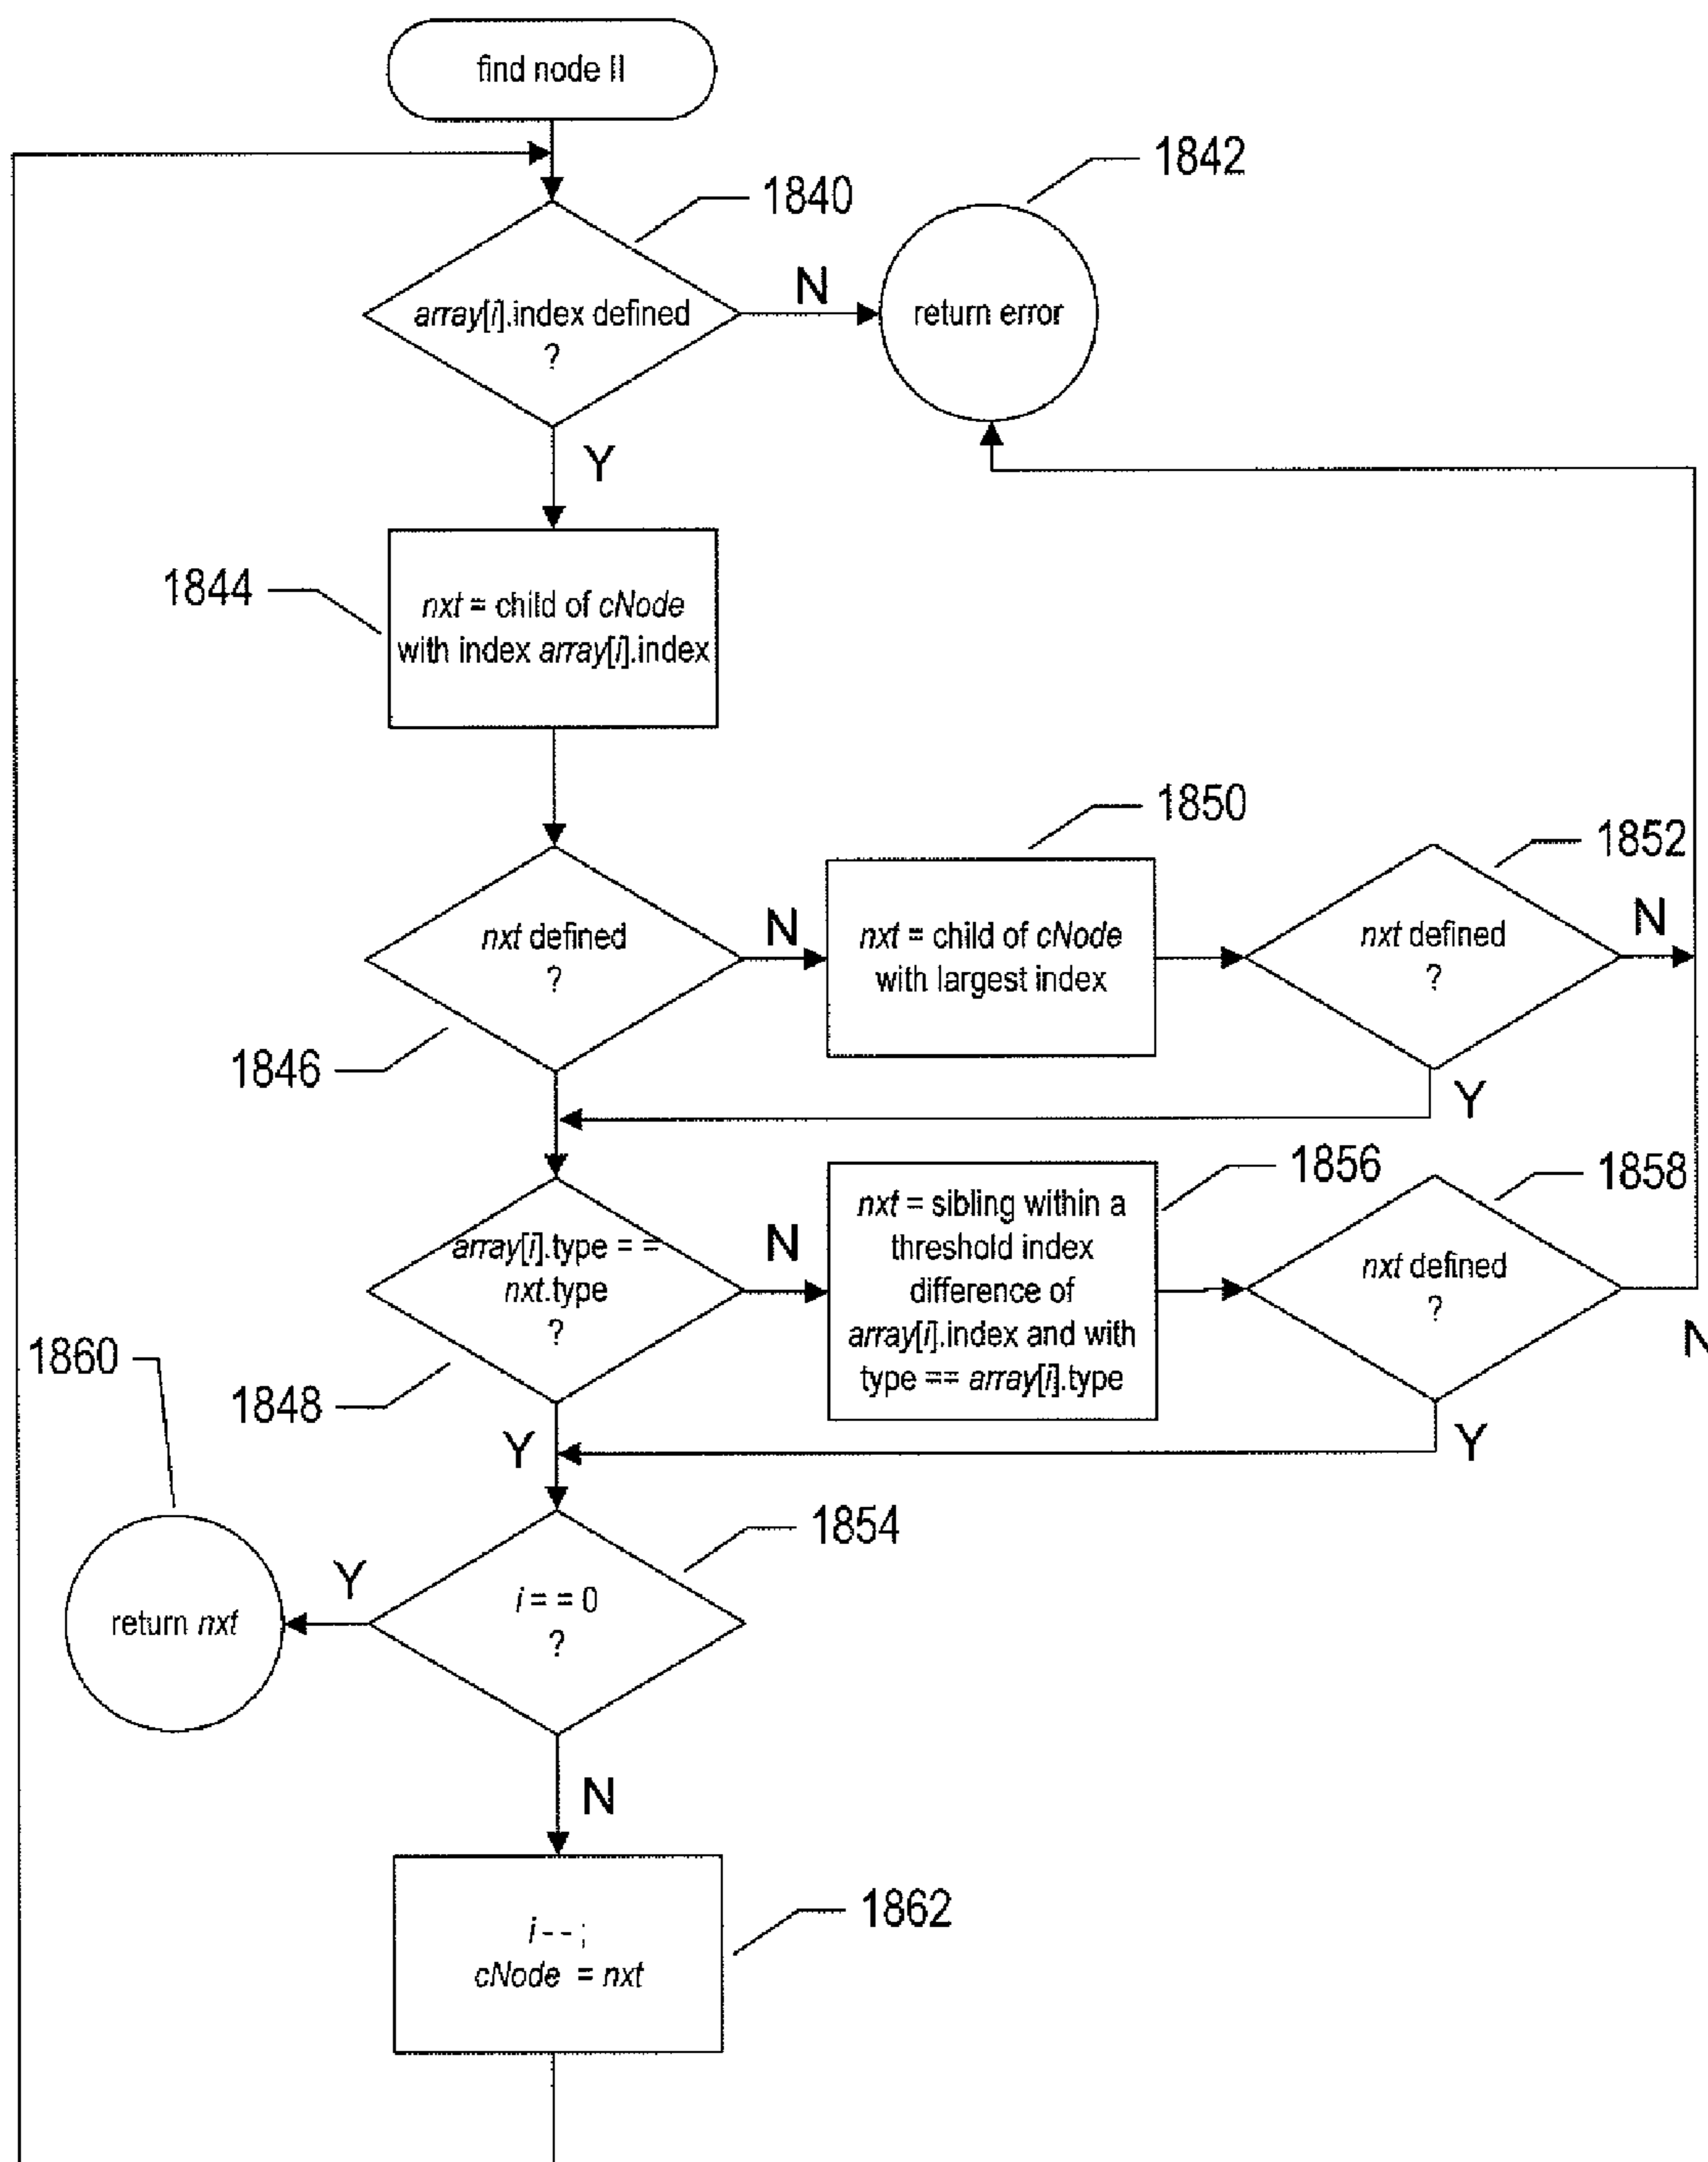 find node II
1840
1842
array[i].index defined
?
N
return error
Y
1844
nxt = child of cNode
with index array[i].index
1850
1852
nxt defined
?
N
nxt = child of cNode
with largest index
nxt defined
?
N
1846
Y
1856
1858
array[i].type = =
nxt.type
?
N
nxt = sibling within a
threshold index
difference of
array[i].index and with
type == array[i].type
nxt defined
?
N
1860
1848
Y
Y
1854
return nxt
Y
i = = 0
?
N
1862
i - - ;
cNode = nxt